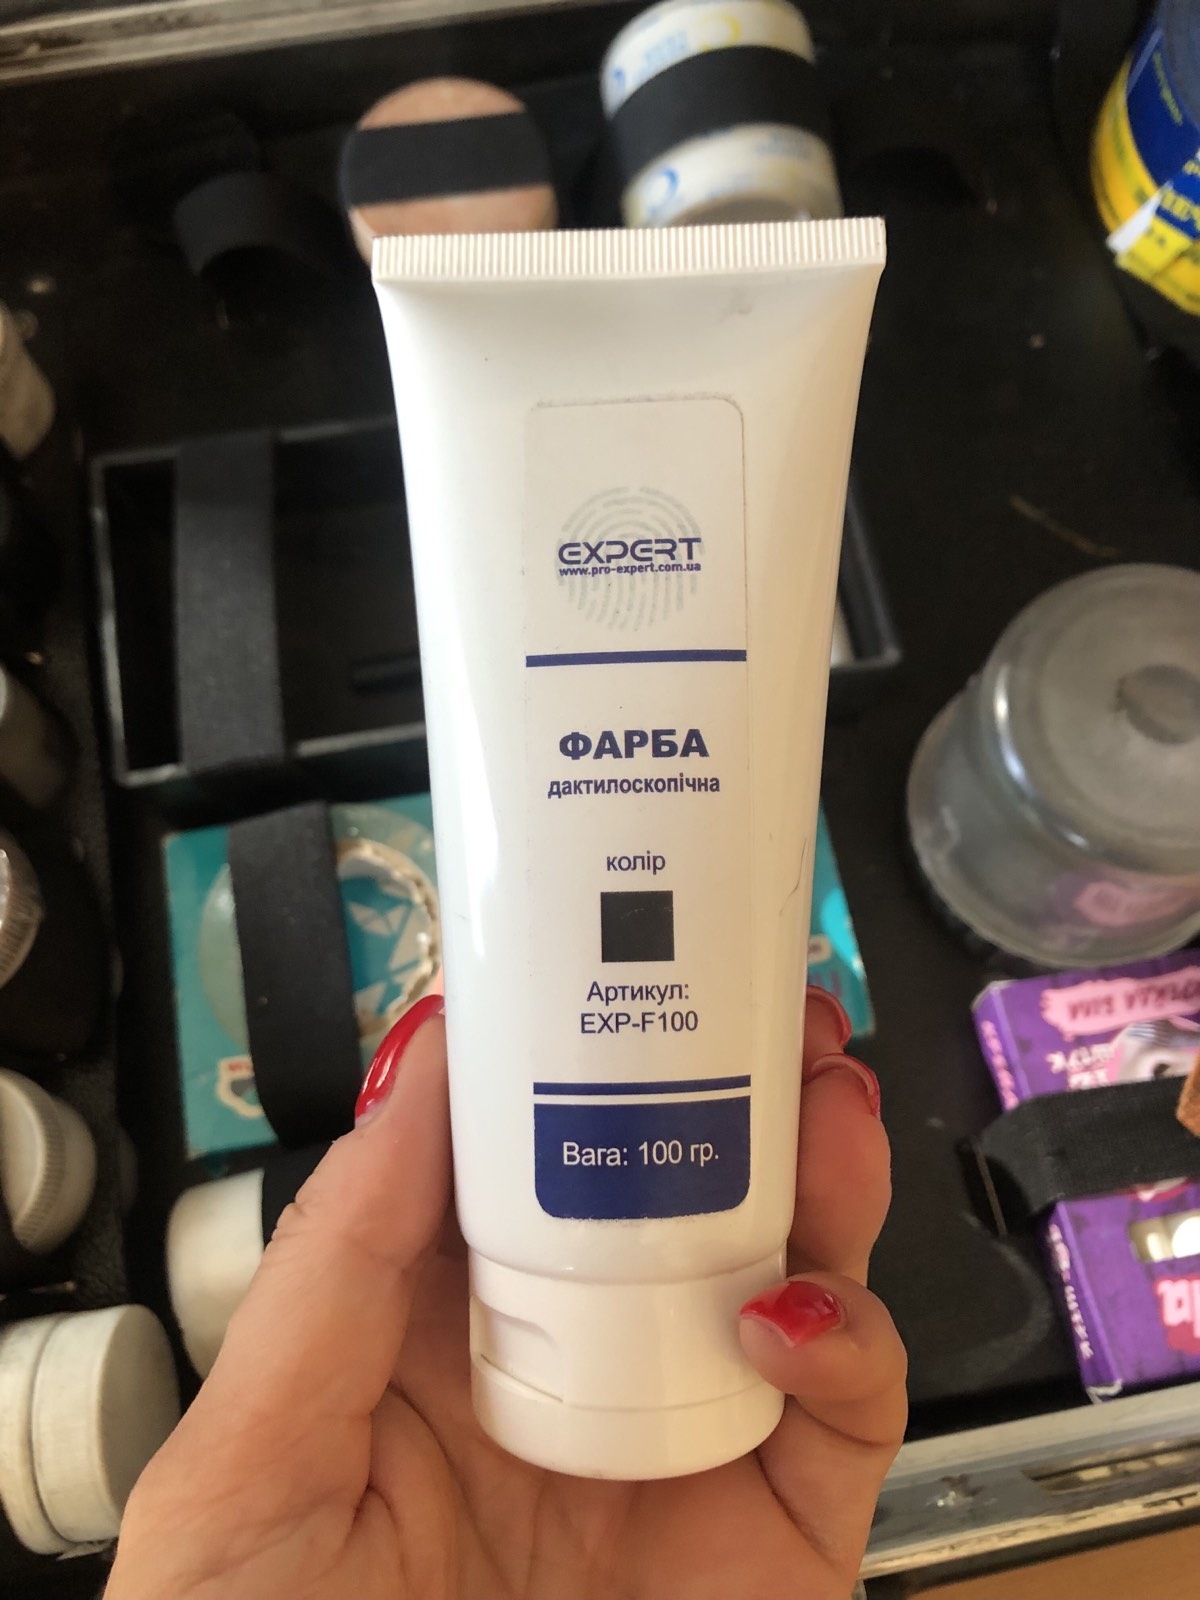 EXPERT
www.pro-expert.com.ua
ФАРБА
дактилоскопічна
колір
Артикул:
EXP-F100
Вага: 100 гр.